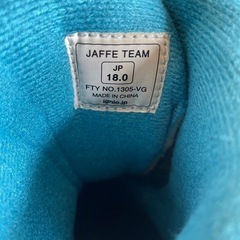 JAFFE TEAM
JP
18.0
FTY NO.1305-VG
MADE IN CHINA